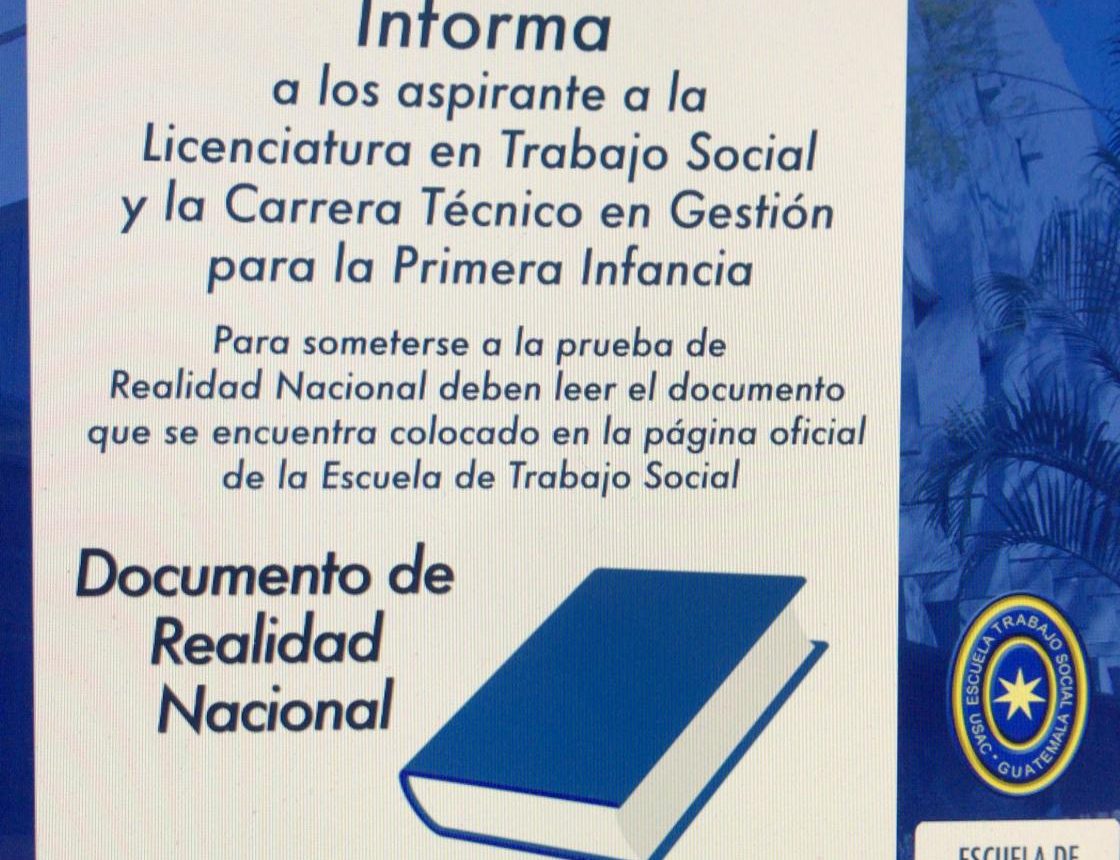 Informa
a los aspirante a la
Licenciatura en Trabajo Social
y la Carrera Técnico en Gestión
para la Primera Infancia
Para someterse a la prueba de
Realidad Nacional deben leer el documento
que se encuentra colocado en la página oficial
de la Escuela de Trabajo Social
Documento de
Realidad
Nacional
USAC ESCUELA TRABAJO SOCIAL
GUATEMALA
ESCUELA DE